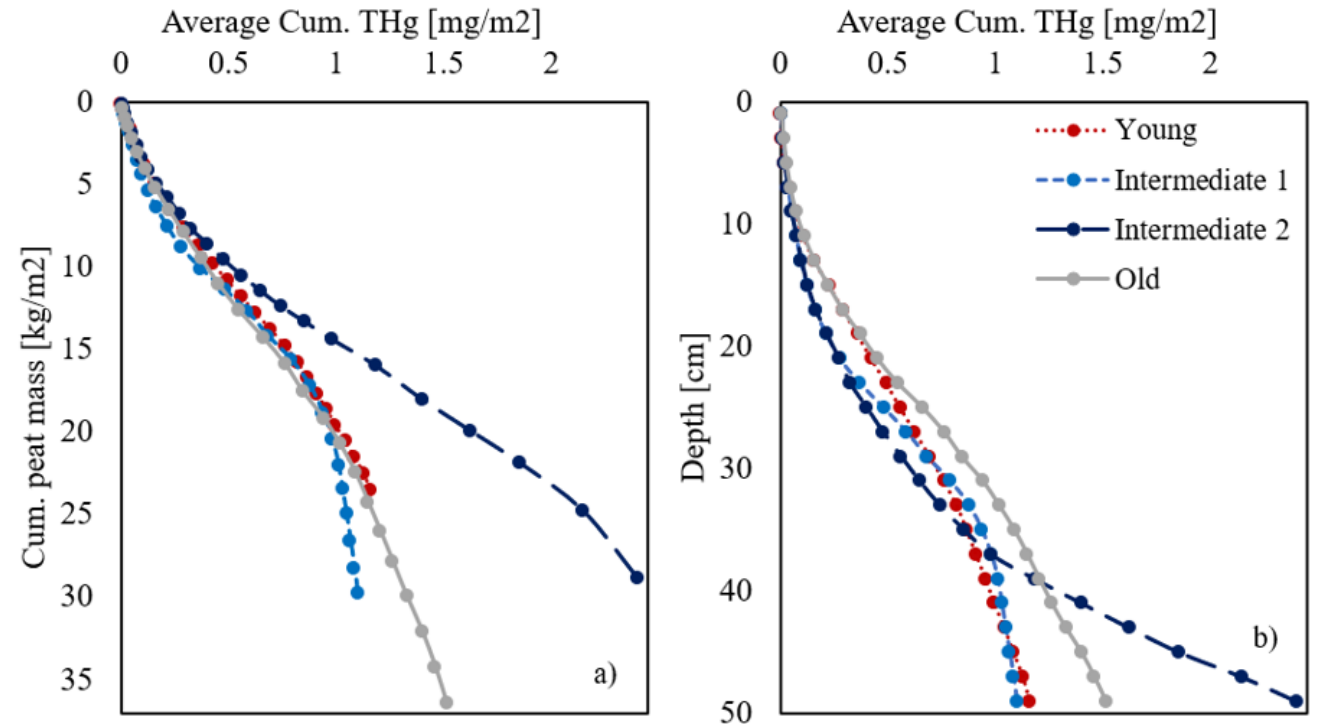 Average Cum. THg [mg/m2]
0 0.5 1 1.5 2
0
5
10
15
20
25
30
35
Cum. peat mass [kg/m2]
a)
Average Cum. THg [mg/m2]
0 0.5 1 1.5 2
0
10
20
30
40
50
Depth [cm]
Young
Intermediate 1
Intermediate 2
Old
b)